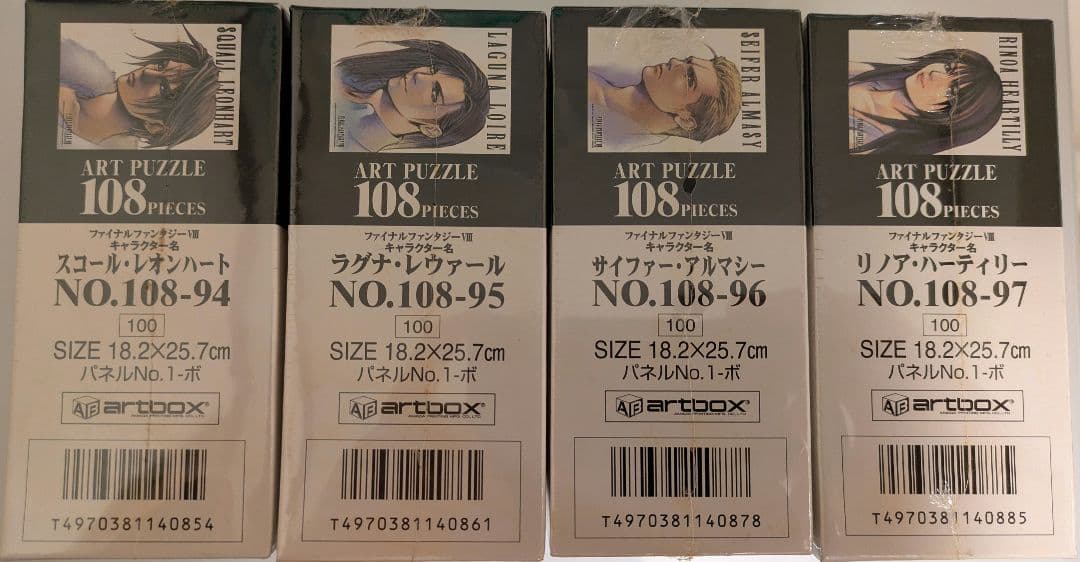 SQUALL LEONHART
ART PUZZLE
108 PIECES
ファイナルファンタジーVIII
キャラクター名
スコール・レオンハート
NO.108-94
100
SIZE 18.2×25.7cm
パネルNo.1-ボ
artbox®
T4970381140854
LAGUNA LOIRE
ART PUZZLE
108 PIECES
ファイナルファンタジーVIII
キャラクター名
ラグナ・レウァール
NO.108-95
100
SIZE 18.2×25.7cm
パネルNo.1-ボ
artbox®
T4970381140861
SEIFER ALMASY
ART PUZZLE
108 PIECES
ファイナルファンタジーVIII
キャラクター名
サイファー・アルマシー
NO.108-96
100
SIZE 18.2×25.7cm
パネルNo.1-ボ
artbox®
T4970381140878
RINOA HEARTILLY
ART PUZZLE
108 PIECES
ファイナルファンタジーVIII
キャラクター名
リノア・ハーティリー
NO.108-97
100
SIZE 18.2×25.7cm
パネルNo.1-ボ
artbox®
T4970381140885